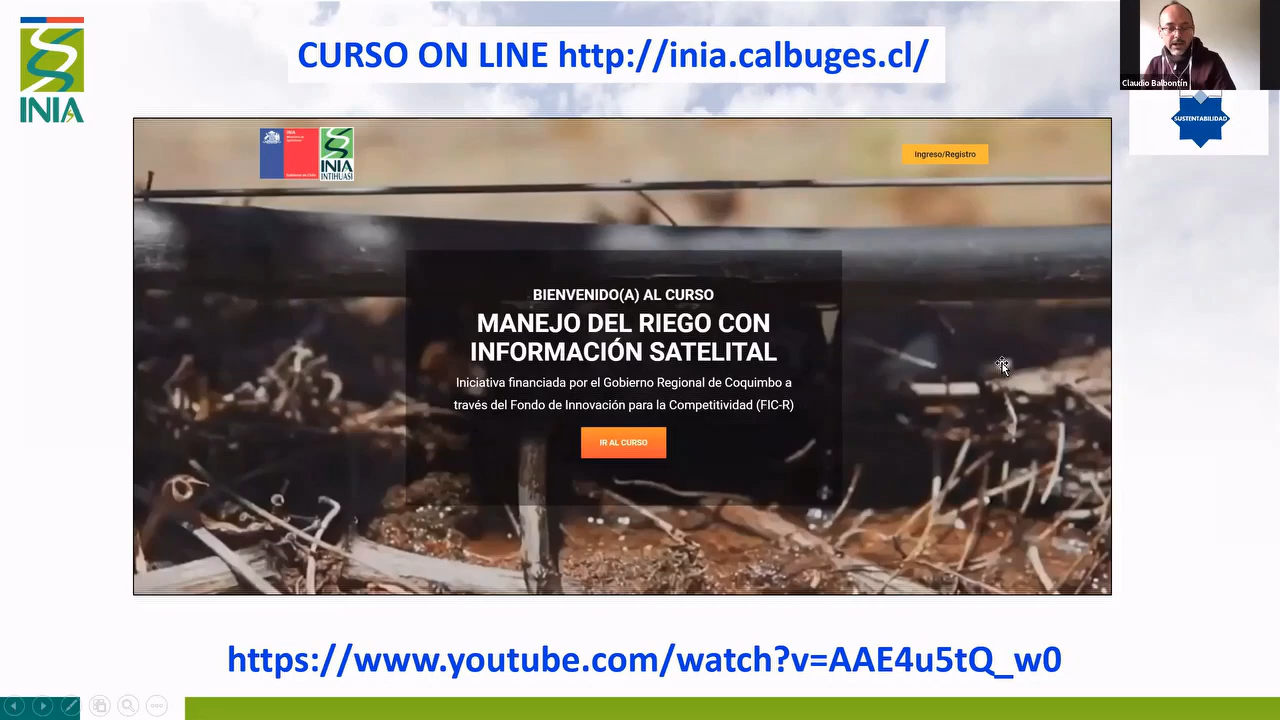 INIA
CURSO ON LINE http://inia.calbuges.cl/
Claudio Balbontín
SUSTENTABILIDAD
INIA
INIA
INTIHUASI
Ingreso/Registro
BIENVENIDO(A) AL CURSO
MANEJO DEL RIEGO CON
INFORMACIÓN SATELITAL
Iniciativa financiada por el Gobierno Regional de Coquimbo a
través del Fondo de Innovación para la Competitividad (FIC-R)
IR AL CURSO
https://www.youtube.com/watch?v=AAE4u5tQ_w0